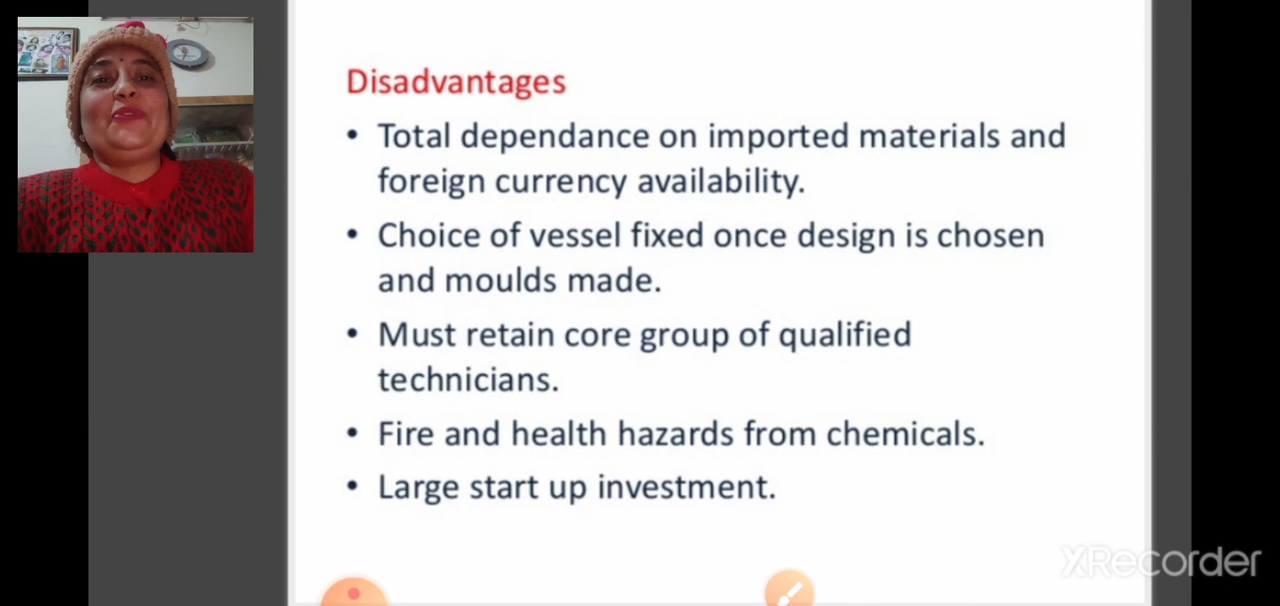 Disadvantages
• Total dependance on imported materials and
foreign currency availability.
• Choice of vessel fixed once design is chosen
and moulds made.
• Must retain core group of qualified
technicians.
• Fire and health hazards from chemicals.
• Large start up investment.
XRecorder